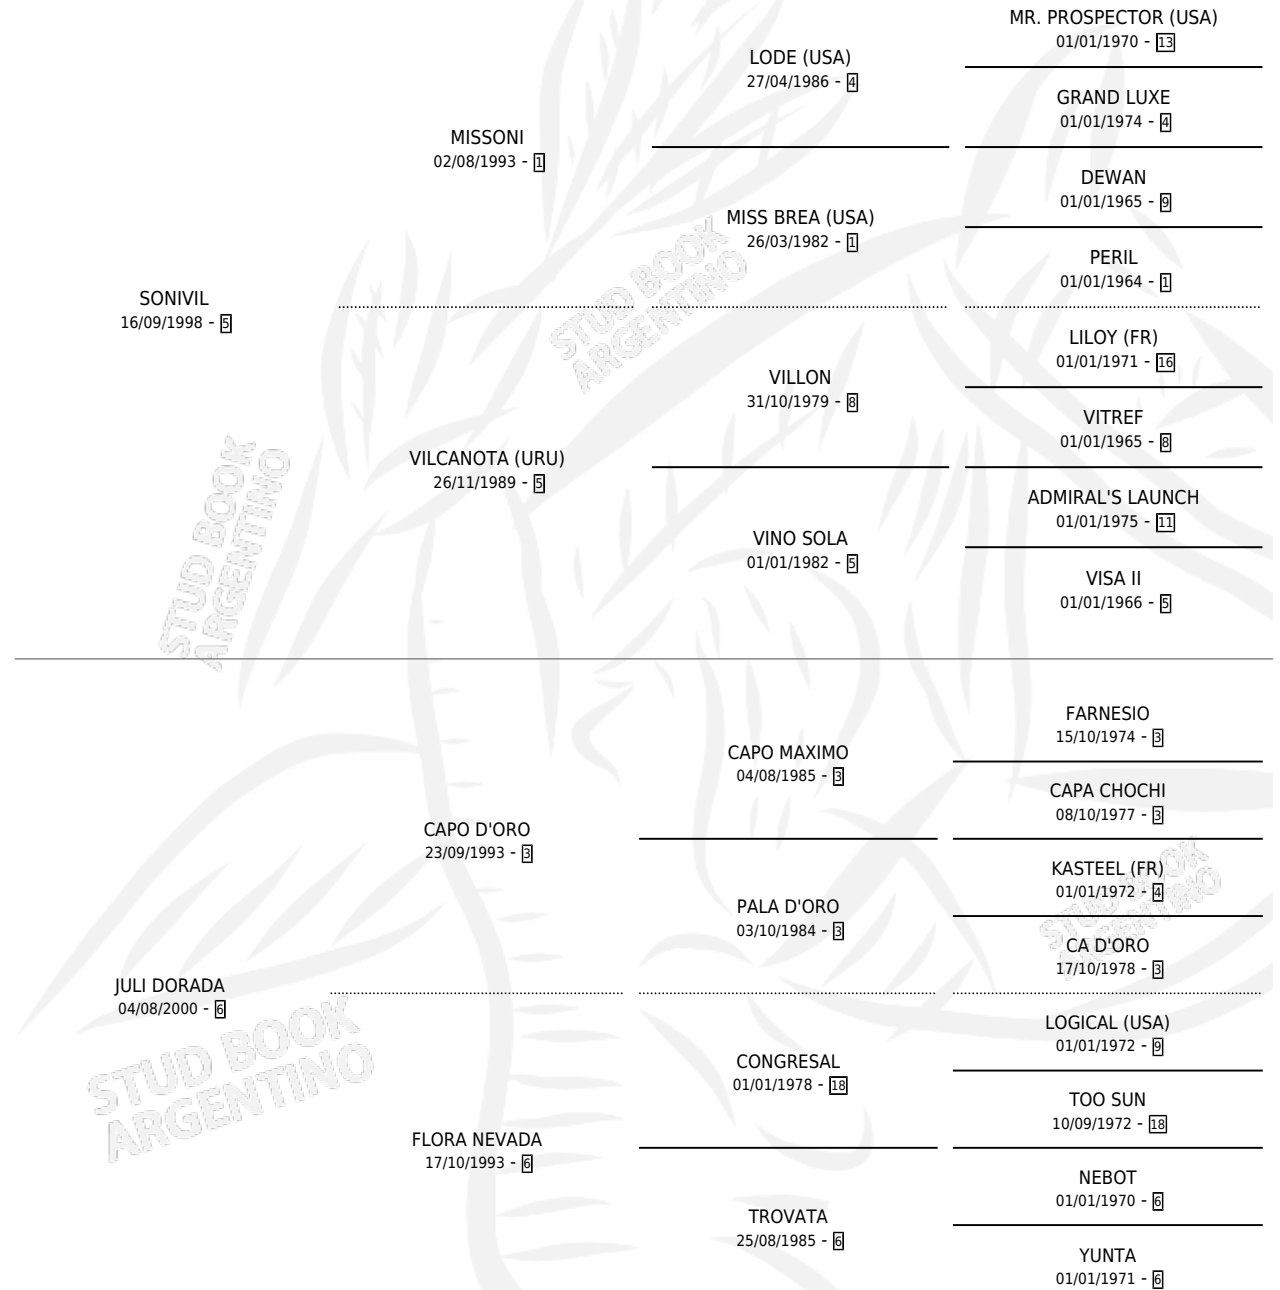 MR. PROSPECTOR (USA)
01/01/1970 - 13
LODE (USA)
27/04/1986 - 4
GRAND LUXE
01/01/1974 - 4
MISSONI
02/08/1993 - 1
DEWAN
01/01/1965 - 9
MISS BREA (USA)
26/03/1982 - 1
PERIL
01/01/1964 - 1
SONIVIL
16/09/1998 - 5
LILOY (FR)
01/01/1971 - 16
VILLON
31/10/1979 - 8
VITREF
01/01/1965 - 8
VILCANOTA (URU)
26/11/1989 - 5
ADMIRAL'S LAUNCH
01/01/1975 - 11
VINO SOLA
01/01/1982 - 5
VISA II
01/01/1966 - 5
STUD BOOK
ARGENTINO
STUD BOOK
ARGENTINO
FARNESIO
15/10/1974 - 3
CAPO MAXIMO
04/08/1985 - 3
CAPA CHOCHI
08/10/1977 - 3
CAPO D'ORO
23/09/1993 - 3
KASTEEL (FR)
01/01/1972 - 4
PALA D'ORO
03/10/1984 - 3
CA D'ORO
17/10/1978 - 3
JULI DORADA
04/08/2000 - 6
LOGICAL (USA)
01/01/1972 - 9
CONGRESAL
01/01/1978 - 18
TOO SUN
10/09/1972 - 18
FLORA NEVADA
17/10/1993 - 6
NEBOT
01/01/1970 - 6
TROVATA
25/08/1985 - 6
YUNTA
01/01/1971 - 6
STUD BOOK
ARGENTINO
STUD BOOK
ARGENTINO